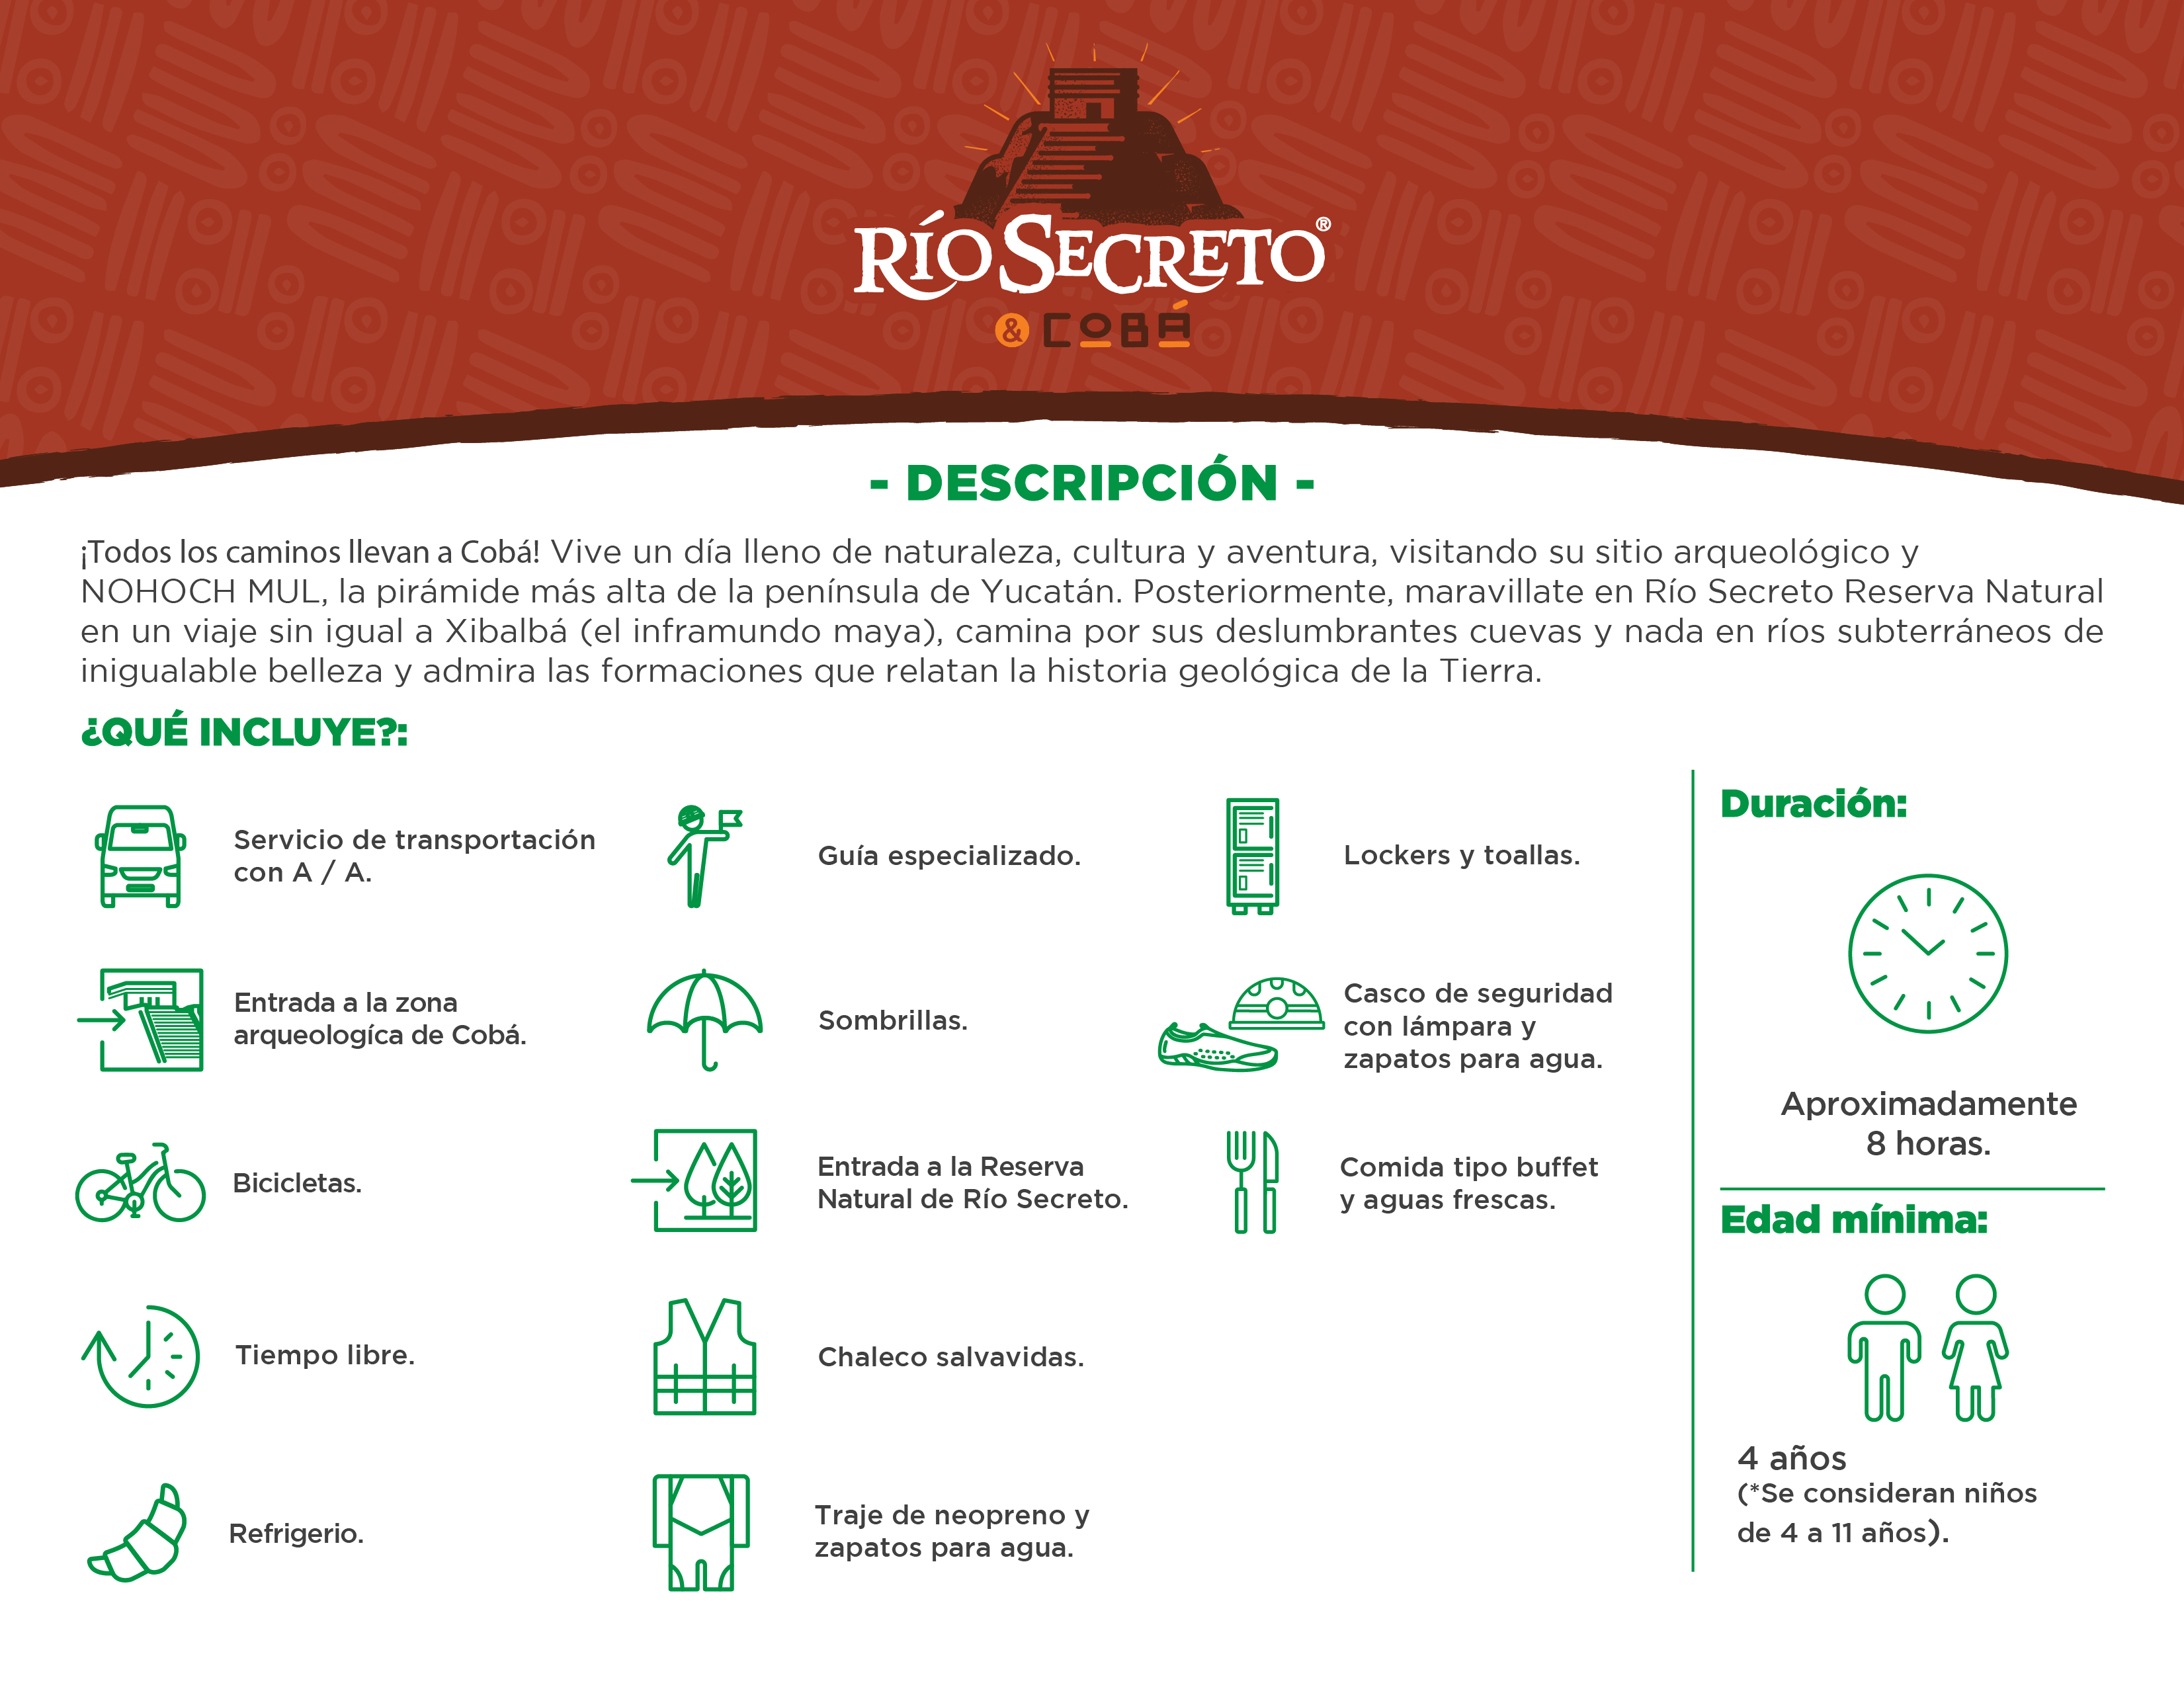 RÍO SECRETO®
& COBÁ
- DESCRIPCIÓN -
¡Todos los caminos llevan a Cobá! Vive un día lleno de naturaleza, cultura y aventura, visitando su sitio arqueológico y
NOHOCH MUL, la pirámide más alta de la península de Yucatán. Posteriormente, maravillate en Río Secreto Reserva Natural
en un viaje sin igual a Xibalbá (el inframundo maya), camina por sus deslumbrantes cuevas y nada en ríos subterráneos de
inigualable belleza y admira las formaciones que relatan la historia geológica de la Tierra.
¿QUÉ INCLUYE?:
Servicio de transportación
con A / A.
Entrada a la zona
arqueologíca de Cobá.
Bicicletas.
Tiempo libre.
Refrigerio.
Guía especializado.
Sombrillas.
Entrada a la Reserva
Natural de Río Secreto.
Chaleco salvavidas.
Traje de neopreno y
zapatos para agua.
Lockers y toallas.
Casco de seguridad
con lámpara y
zapatos para agua.
Comida tipo buffet
y aguas frescas.
Duración:
Aproximadamente
8 horas.
Edad mínima:
4 años
(*Se consideran niños
de 4 a 11 años).